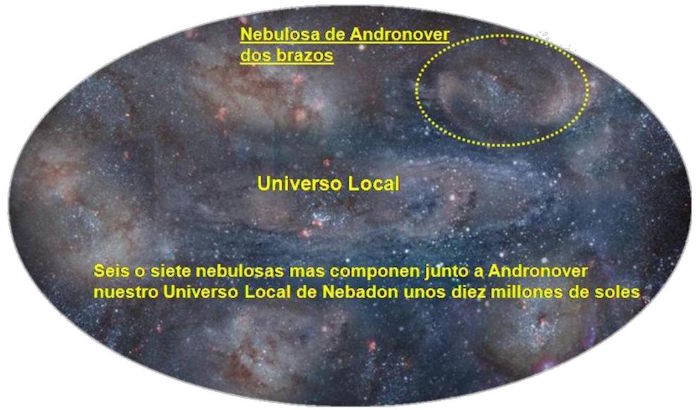 Nebulosa de Andronover
dos brazos
Universo Local
Seis o siete nebulosas mas componen junto a Andronover
nuestro Universo Local de Nebadon unos diez millones de soles